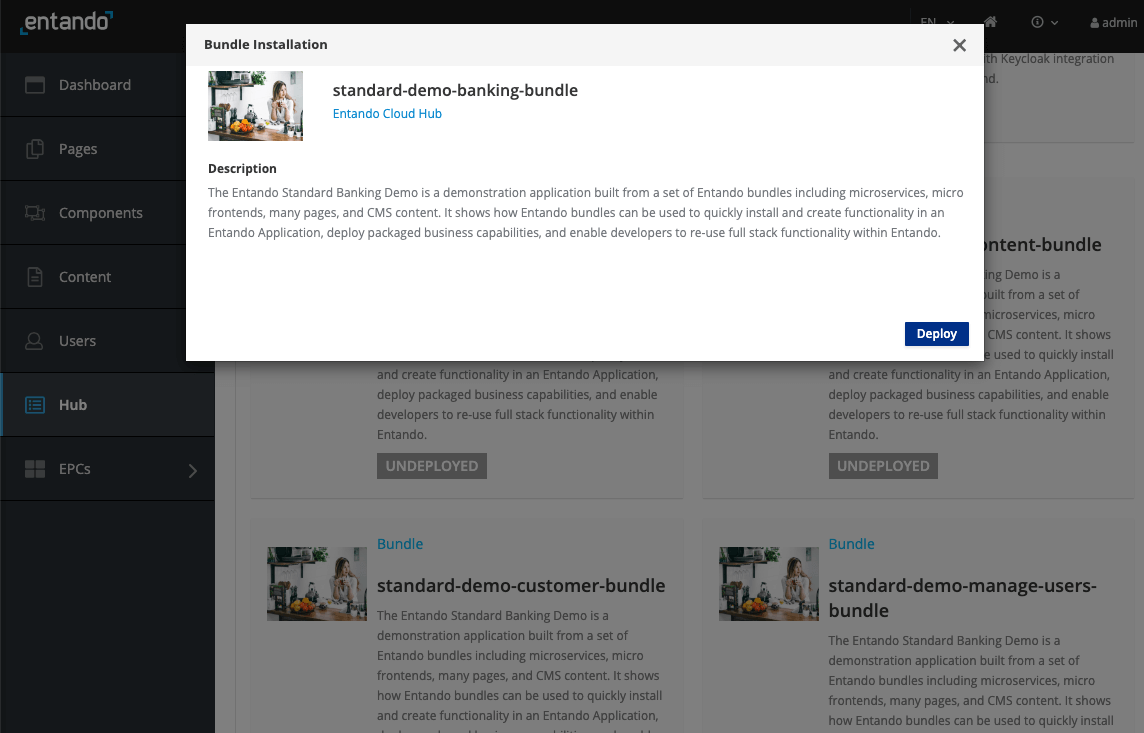 entando
EN
admin
Bundle Installation
standard-demo-banking-bundle
Entando Cloud Hub
Description
The Entando Standard Banking Demo is a demonstration application built from a set of Entando bundles including microservices, micro
frontends, many pages, and CMS content. It shows how Entando bundles can be used to quickly install and create functionality in an
Entando Application, deploy packaged business capabilities, and enable developers to re-use full stack functionality within Entando.
Deploy
Dashboard
Pages
Components
Content
Users
Hub
EPCs
Keycloak integration
and create functionality in an Entando Application,
deploy packaged business capabilities, and enable
developers to re-use full stack functionality within
Entando.
UNDEPLOYED
ontent-bundle
ing Demo is a
uilt from a set of
microservices, micro
CMS content. It shows
e used to quickly install
and create functionality in an Entando Application,
deploy packaged business capabilities, and enable
developers to re-use full stack functionality within
Entando.
UNDEPLOYED
Bundle
standard-demo-customer-bundle
The Entando Standard Banking Demo is a
demonstration application built from a set of
Entando bundles including microservices, micro
frontends, many pages, and CMS content. It shows
how Entando bundles can be used to quickly install
and create functionality in an Entando Application,
Bundle
standard-demo-manage-users-
bundle
The Entando Standard Banking Demo is a
demonstration application built from a set of
Entando bundles including microservices, micro
frontends, many pages, and CMS content. It shows
how Entando bundles can be used to quickly install